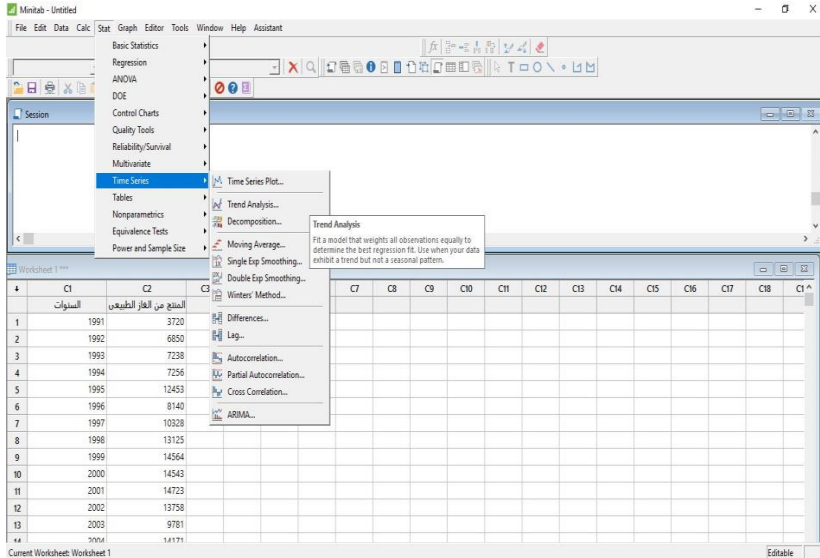 Minitab - Untitled
File Edit Data Calc Stat Graph Editor Tools Window Help Assistant
Basic Statistics
Regression
ANOVA
DOE
Control Charts
Quality Tools
Reliability/Survival
Multivariate
Time Series
Tables
Nonparametrics
Equivalence Tests
Power and Sample Size
Time Series Plot...
Trend Analysis...
Decomposition...
Moving Average...
Single Exp Smoothing...
Double Exp Smoothing...
Winters' Method...
Differences...
Lag...
Autocorrelation...
Partial Autocorrelation...
Cross Correlation...
ARIMA...
Trend Analysis
Fit a model that weights all observations equally to
determine the best regression fit. Use when your data
exhibit a trend but not a seasonal pattern.
Session
Worksheet 1 ***
C1 C2 C3 C7 C8 C9 C10 C11 C12 C13 C14 C15 C16 C17 C18
السنوات المنتج من الغاز الطبيعى
1 1991 3720
2 1992 6850
3 1993 7238
4 1994 7256
5 1995 12453
6 1996 8140
7 1997 10328
8 1998 13125
9 1999 14564
10 2000 14543
11 2001 14723
12 2002 13758
13 2003 9781
14 2004 14171
Current Worksheet: Worksheet 1
Editable